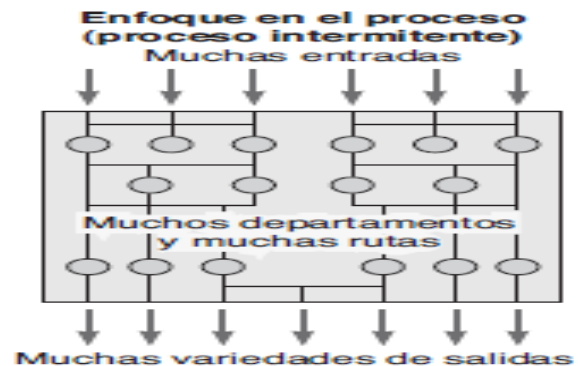 Enfoque en el proceso
(proceso intermitente)
Muchas entradas
Muchos departamentos
y muchas rutas
Muchas variedades de salidas